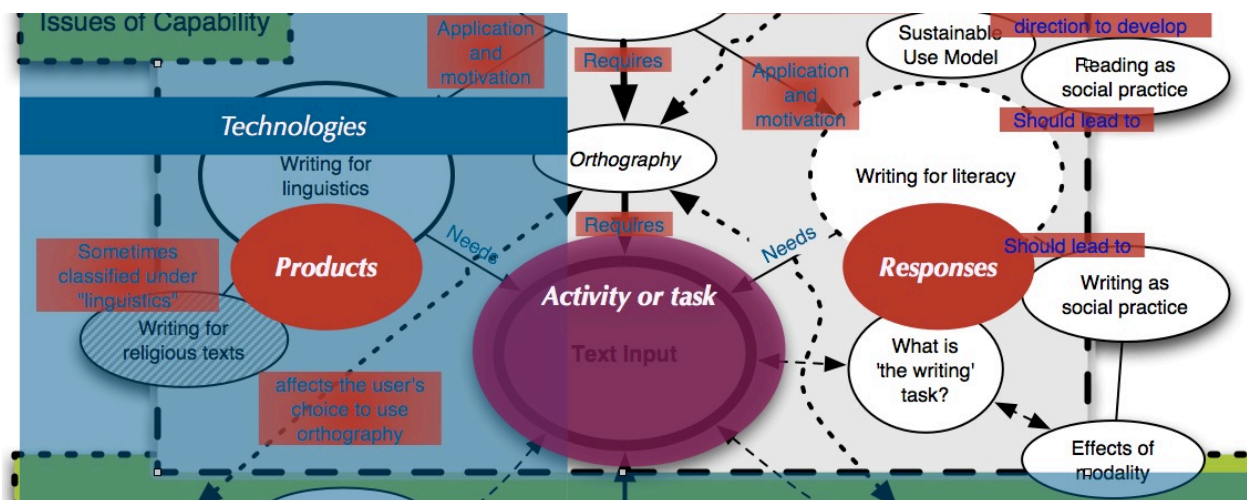 Issues of Capability
Application
and
motivation
Requires
Application
and
motivation
Sustainable
Use Model
direction to develop
Reading as
social practice
Should lead to
Technologies
Writing for
linguistics
Orthography
Writing for literacy
Requires
Needs
Needs
Should lead to
Sometimes
classified under
"linguistics"
Products
Responses
Activity or task
Writing as
social practice
Writing for
religious texts
Text Input
What is
'the writing'
task?
affects the user's
choice to use
orthography
Effects of
modality